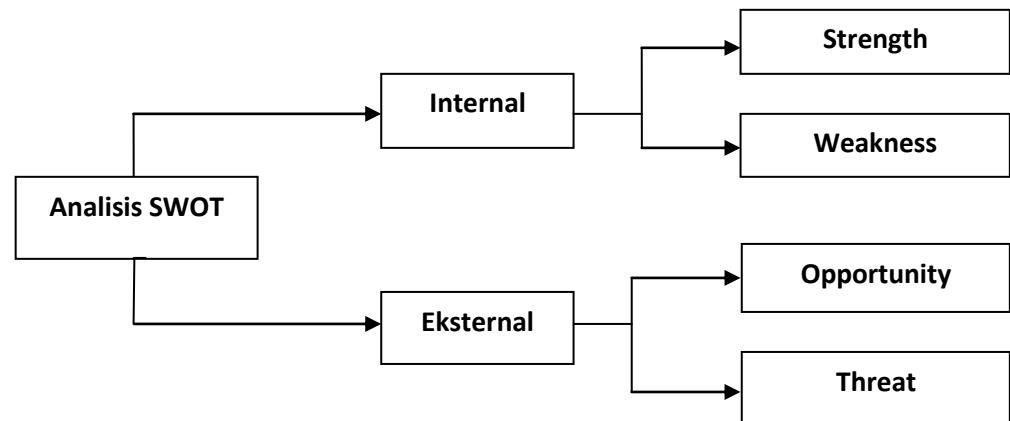 Analisis SWOT
Internal
Strength
Weakness
Eksternal
Opportunity
Threat